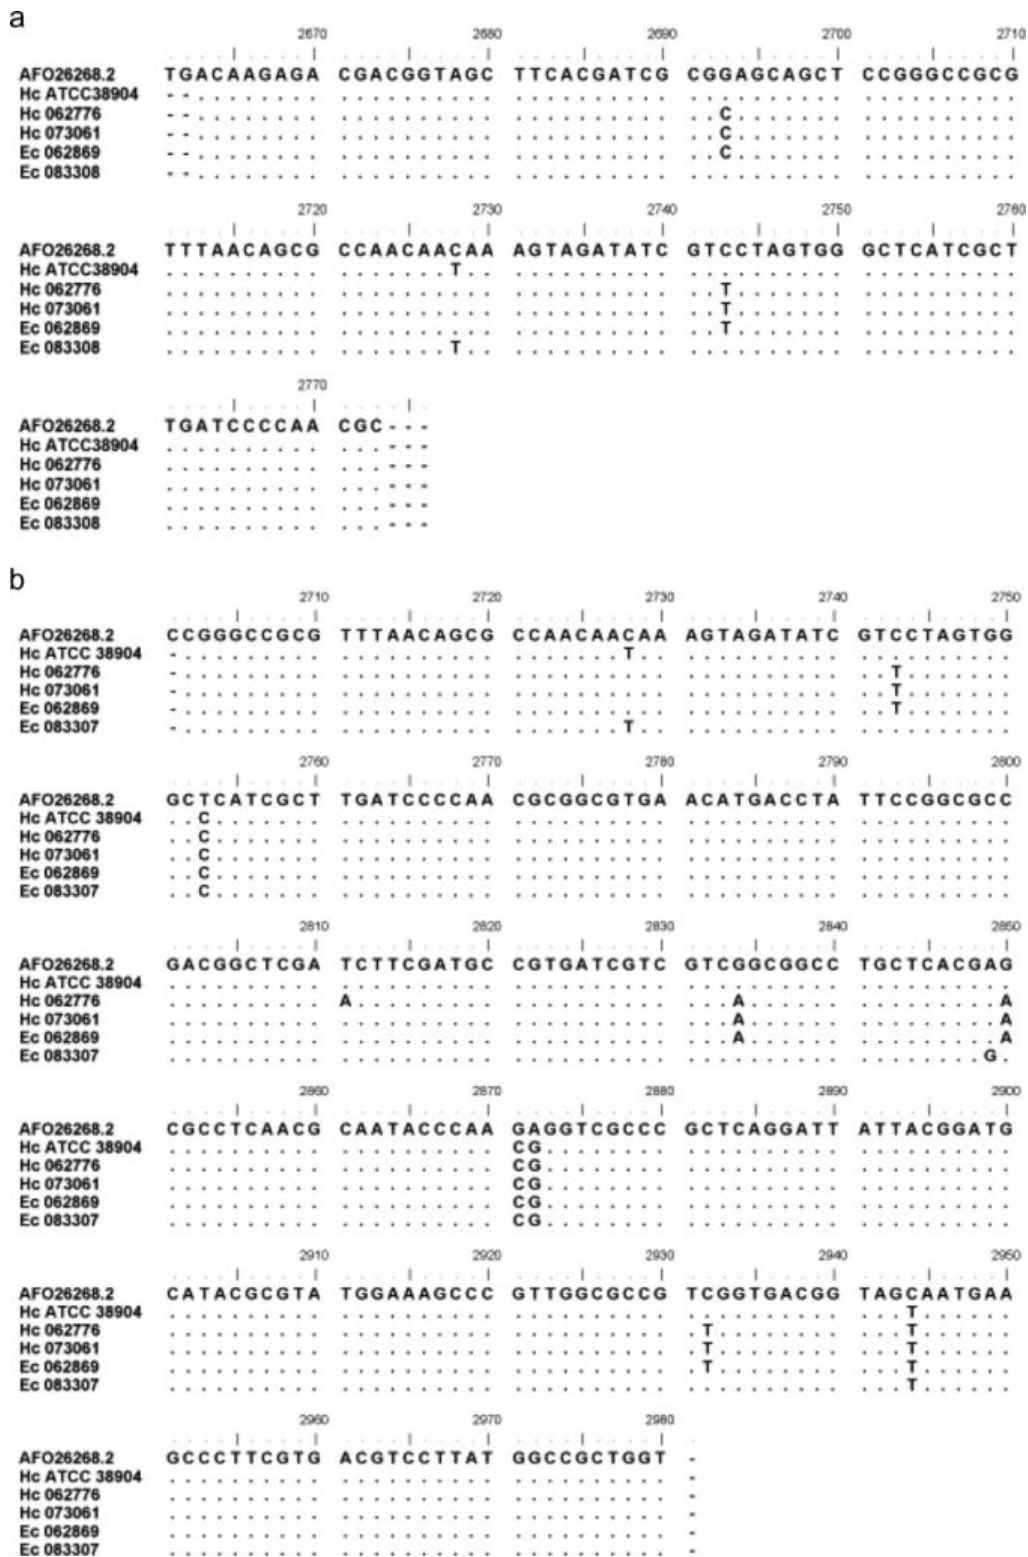 a
2670 2680 2690 2700 2710
AFO26268.2 TGACAAGAGA CGACGGTAGC TTCACGATCG CGGAGCAGCT CCGGGCCGCG
Hc ATCC38904 --........ .......... .......... .......... ..........
Hc 062776 --........ .......... .......... ..C....... ..........
Hc 073061 --........ .......... .......... ..C....... ..........
Ec 062869 --........ .......... .......... ..C....... ..........
Ec 083308 --........ .......... .......... .......... ..........
2720 2730 2740 2750 2760
AFO26268.2 TTTAACAGCG CCAACAACAA AGTAGATATC GTCCTAGTGG GCTCATCGCT
Hc ATCC38904 .......... .......T.. .......... .......... ..........
Hc 062776 .......... .......... .......... ..T....... ..........
Hc 073061 .......... .......... .......... ..T....... ..........
Ec 062869 .......... .......... .......... ..T....... ..........
Ec 083308 .......... .......T.. .......... .......... ..........
2770
AFO26268.2 TGATCCCCAA CGC---
Hc ATCC38904 .......... ...---
Hc 062776 .......... ...---
Hc 073061 .......... ...---
Ec 062869 .......... ...---
Ec 083308 .......... ...---
b
2710 2720 2730 2740 2750
AFO26268.2 CCGGGCCGCG TTTAACAGCG CCAACAACAA AGTAGATATC GTCCTAGTGG
Hc ATCC 38904 -......... .......... .......T.. .......... ..........
Hc 062776 -......... .......... .......... .......... ..T.......
Hc 073061 -......... .......... .......... .......... ..T.......
Ec 062869 -......... .......... .......... .......... ..T.......
Ec 083307 -......... .......... .......T.. .......... ..........
2760 2770 2780 2790 2800
AFO26268.2 GCTCATCGCT TGATCCCCAA CGCGGCGTGA ACATGACCTA TTCCGGCGCC
Hc ATCC 38904 ..C....... .......... .......... .......... ..........
Hc 062776 ..C....... .......... .......... .......... ..........
Hc 073061 ..C....... .......... .......... .......... ..........
Ec 062869 ..C....... .......... .......... .......... ..........
Ec 083307 ..C....... .......... .......... .......... ..........
2810 2820 2830 2840 2850
AFO26268.2 GACGGCTCGA TCTTCGATGC CGTGATCGTC GTCGGCGGCC TGCTCACGAG
Hc ATCC 38904 .......... .......... .......... .......... ..........
Hc 062776 .......... A......... .......... ...A...... .........A
Hc 073061 .......... .......... .......... ...A...... .........A
Ec 062869 .......... .......... .......... ...A...... .........A
Ec 083307 .......... .......... .......... .......... ........G.
2860 2870 2880 2890 2900
AFO26268.2 CGCCTCAACG CAATACCCAA GAGGTCGCCC GCTCAGGATT ATTACGGATG
Hc ATCC 38904 .......... .......... CG........ .......... ..........
Hc 062776 .......... .......... CG........ .......... ..........
Hc 073061 .......... .......... CG........ .......... ..........
Ec 062869 .......... .......... CG........ .......... ..........
Ec 083307 .......... .......... CG........ .......... ..........
2910 2920 2930 2940 2950
AFO26268.2 CATACGCGTA TGGAAAGCCC GTTGGCGCCG TCGGTGACGG TAGCAATGAA
Hc ATCC 38904 .......... .......... .......... .......... ...T......
Hc 062776 .......... .......... .......... .T........ ...T......
Hc 073061 .......... .......... .......... .T........ ...T......
Ec 062869 .......... .......... .......... .T........ ...T......
Ec 083307 .......... .......... .......... .......... ...T......
2960 2970 2980
AFO26268.2 GCCCTTCGTG ACGTCCTTAT GGCCGCTGGT -
Hc ATCC 38904 .......... .......... .......... -
Hc 062776 .......... .......... .......... -
Hc 073061 .......... .......... .......... -
Ec 062869 .......... .......... .......... -
Ec 083307 .......... .......... .......... -